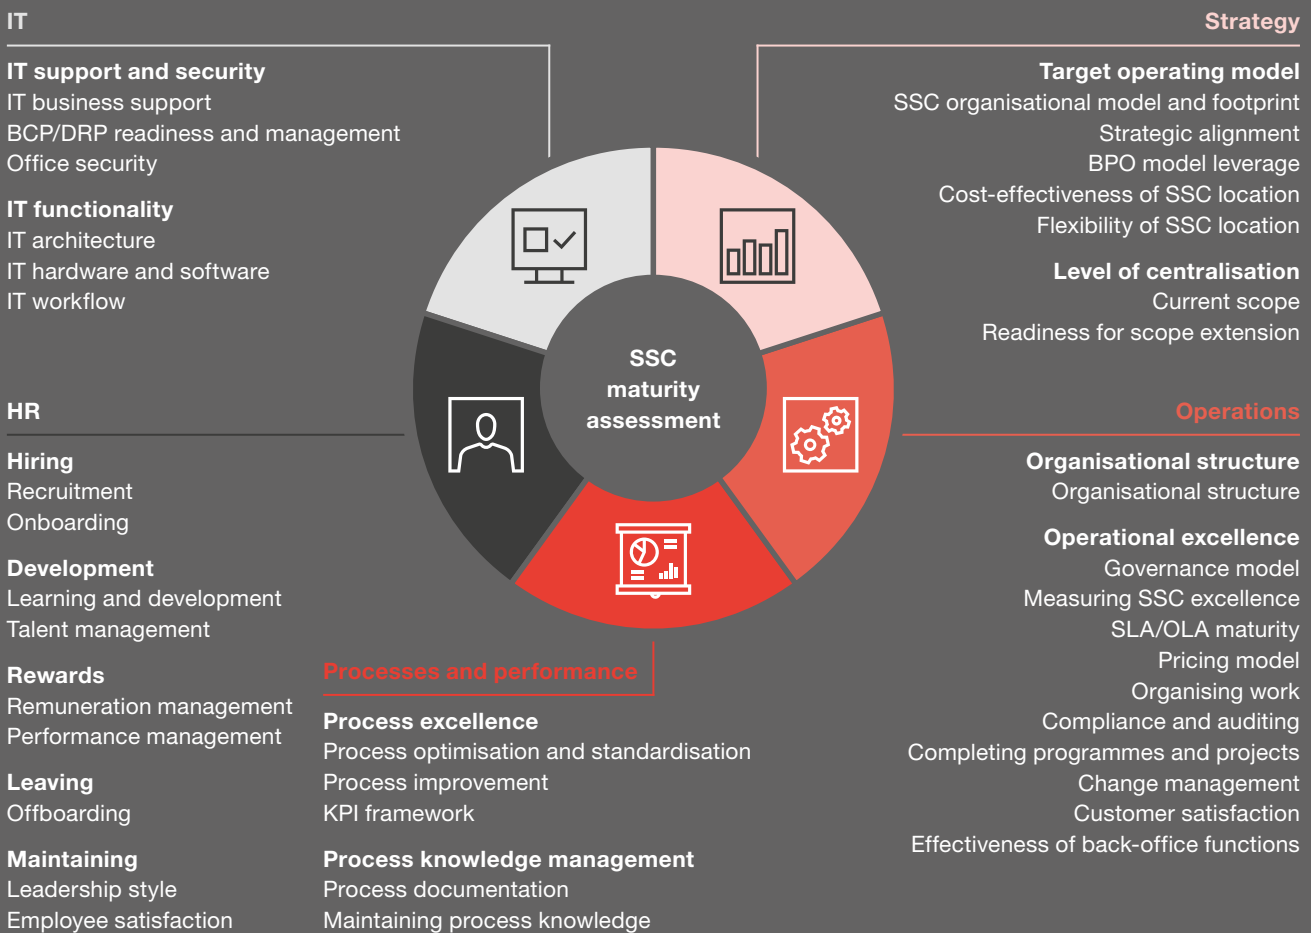 IT
IT support and security
IT business support
BCP/DRP readiness and management
Office security
IT functionality
IT architecture
IT hardware and software
IT workflow
Strategy
Target operating model
SSC organisational model and footprint
Strategic alignment
BPO model leverage
Cost-effectiveness of SSC location
Flexibility of SSC location
Level of centralisation
Current scope
Readiness for scope extension
SSC
maturity
assessment
HR
Hiring
Recruitment
Onboarding
Development
Learning and development
Talent management
Rewards
Remuneration management
Performance management
Leaving
Offboarding
Maintaining
Leadership style
Employee satisfaction
Processes and performance
Process excellence
Process optimisation and standardisation
Process improvement
KPI framework
Process knowledge management
Process documentation
Maintaining process knowledge
Operations
Organisational structure
Organisational structure
Operational excellence
Governance model
Measuring SSC excellence
SLA/OLA maturity
Pricing model
Organising work
Compliance and auditing
Completing programmes and projects
Change management
Customer satisfaction
Effectiveness of back-office functions